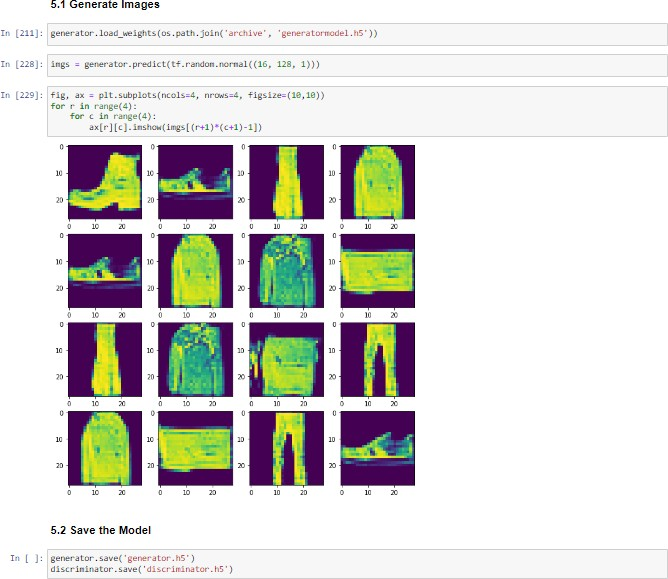 5.1 Generate Images
In [211]: generator.load_weights(os.path.join('archive', 'generatormodel.h5'))
In [228]: imgs = generator.predict(tf.random.normal((16, 128, 1)))
In [229]: fig, ax = plt.subplots(ncols=4, nrows=4, figsize=(10,10))
for r in range(4):
for c in range(4):
ax[r][c].imshow(imgs[(r+1)*(c+1)-1])
0 0 0 0
10 10 10 10
20 20 20 20
0 10 20 0 10 20 0 10 20 0 10 20
0 0 0 0
10 10 10 10
20 20 20 20
0 10 20 0 10 20 0 10 20 0 10 20
0 0 0 0
10 10 10 10
20 20 20 20
0 10 20 0 10 20 0 10 20 0 10 20
0 0 0 0
10 10 10 10
20 20 20 20
0 10 20 0 10 20 0 10 20 0 10 20
5.2 Save the Model
In [ ]: generator.save('generator.h5')
discriminator.save('discriminator.h5')